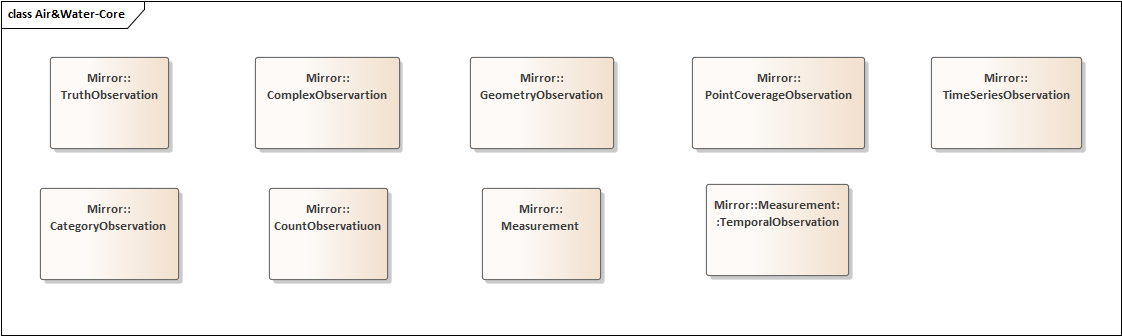 class Air&Water-Core
Mirror::
TruthObservation
Mirror::
ComplexObservartion
Mirror::
GeometryObservation
Mirror::
PointCoverageObservation
Mirror::
TimeSeriesObservation
Mirror::
CategoryObservation
Mirror::
CountObservatiuon
Mirror::
Measurement
Mirror::Measurement:
:TemporalObservation